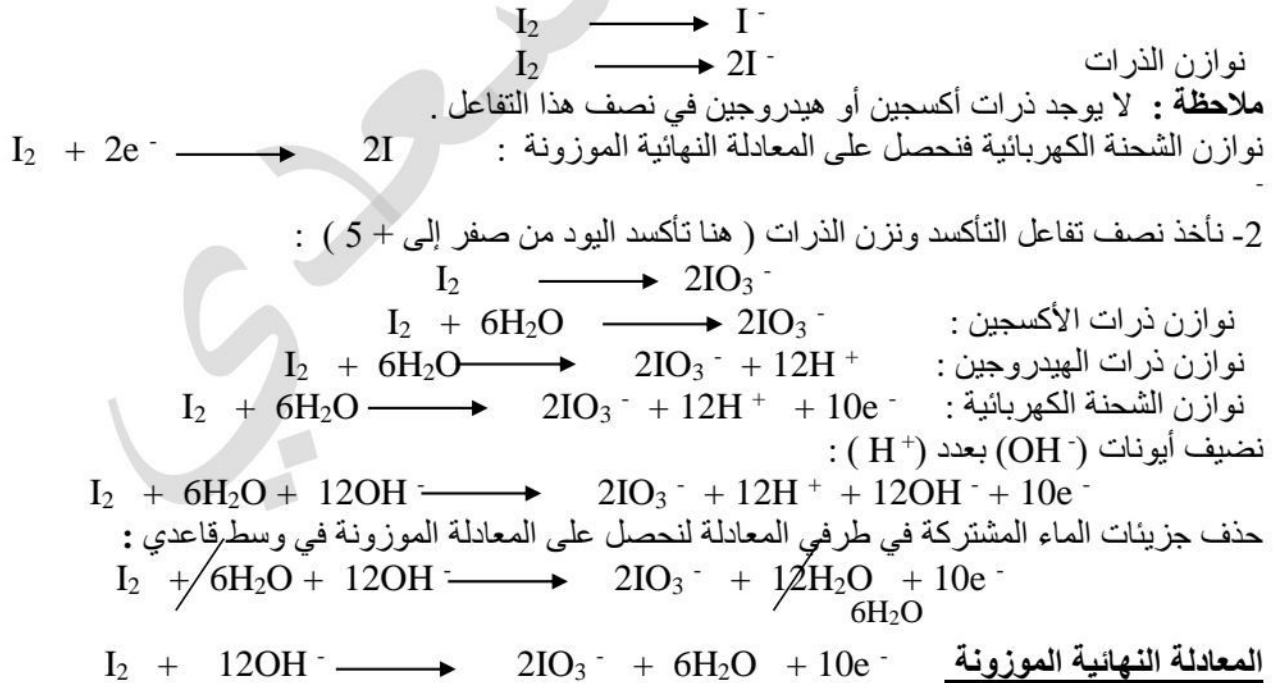 I₂ ⟶ I⁻
نوازن الذرات I₂ ⟶ 2I⁻
ملاحظة : لا يوجد ذرات أكسجين أو هيدروجين في نصف هذا التفاعل .
نوازن الشحنة الكهربائية فنحصل على المعادلة النهائية الموزونة : I₂ + 2e⁻ ⟶ 2I
-
2- نأخذ نصف تفاعل التأكسد ونزن الذرات ( هنا تأكسد اليود من صفر إلى + 5 ) :
I₂ ⟶ 2IO₃⁻
نوازن ذرات الأكسجين : I₂ + 6H₂O ⟶ 2IO₃⁻
نوازن ذرات الهيدروجين : I₂ + 6H₂O ⟶ 2IO₃⁻ + 12H⁺
نوازن الشحنة الكهربائية : I₂ + 6H₂O ⟶ 2IO₃⁻ + 12H⁺ + 10e⁻
نضيف أيونات (OH⁻) بعدد (H⁺) :
I₂ + 6H₂O + 12OH⁻ ⟶ 2IO₃⁻ + 12H⁺ + 12OH⁻ + 10e⁻
حذف جزيئات الماء المشتركة في طرفي المعادلة لنحصل على المعادلة الموزونة في وسط قاعدي :
I₂ + 6H₂O + 12OH⁻ ⟶ 2IO₃⁻ + 12H₂O + 10e⁻
6H₂O
المعادلة النهائية الموزونة I₂ + 12OH⁻ ⟶ 2IO₃⁻ + 6H₂O + 10e⁻